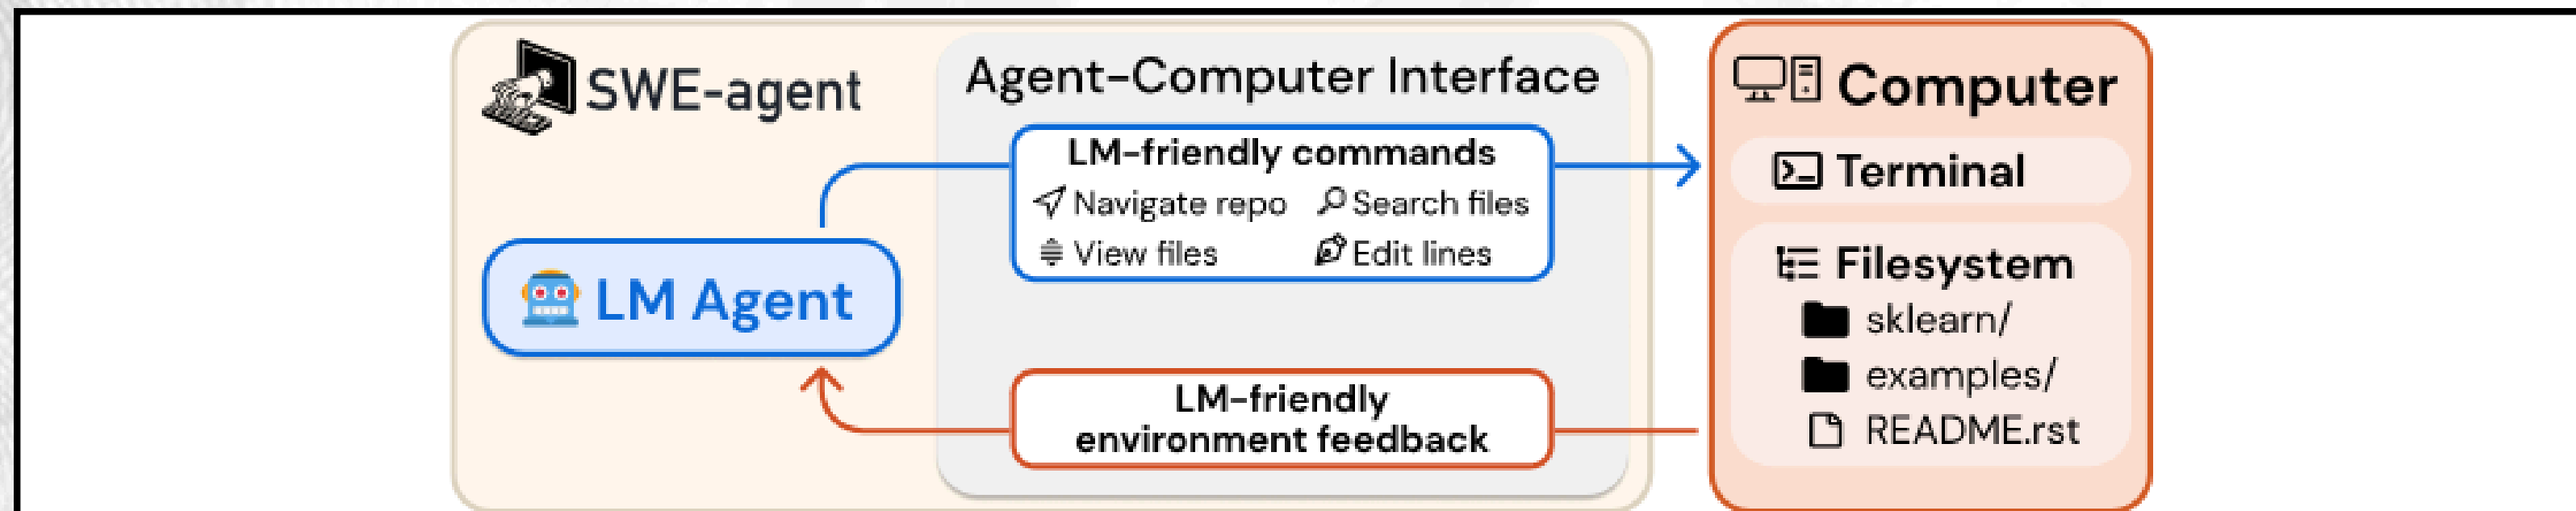 SWE-agent
Agent-Computer Interface
LM-friendly commands
Navigate repo
Search files
View files
Edit lines
LM Agent
LM-friendly
environment feedback
Computer
Terminal
Filesystem
sklearn/
examples/
README.rst